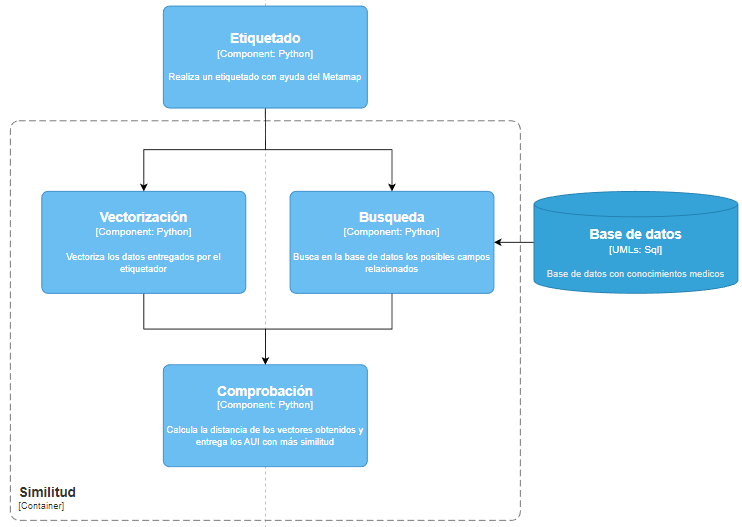 Etiquetado
[Component: Python]
Realiza un etiquetado con ayuda del Metamap
Vectorización
[Component: Python]
Vectoriza los datos entregados por el
etiquetador
Busqueda
[Component: Python]
Busca en la base de datos los posibles campos
relacionados
Base de datos
[UMLs: Sql]
Base de datos con conocimientos medicos
Comprobación
[Component: Python]
Calcula la distancia de los vectores obtenidos y
entrega los AUI con más similitud
Similitud
[Container]